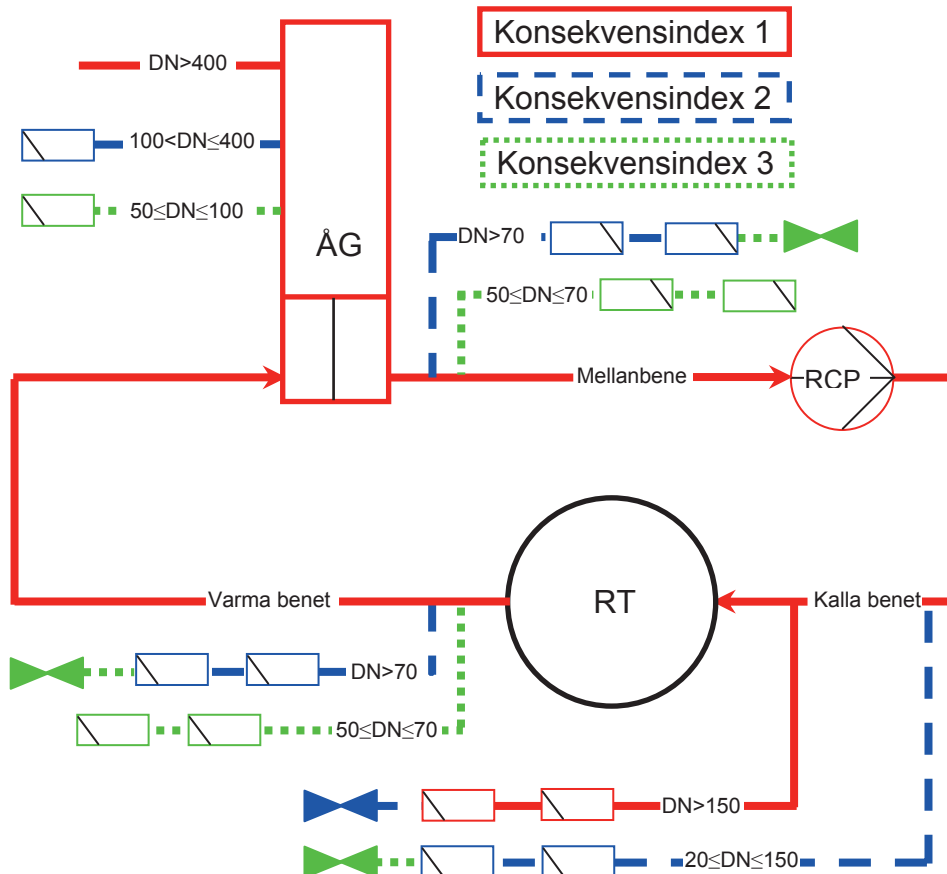 Konsekvensindex 1
DN>400
Konsekvensindex 2
100<DN≤400
Konsekvensindex 3
50≤DN≤100
ÅG
DN>70
50≤DN≤70
Mellanbene
RCP
Varma benet
RT
Kalla benet
DN>70
50≤DN≤70
DN>150
20≤DN≤150